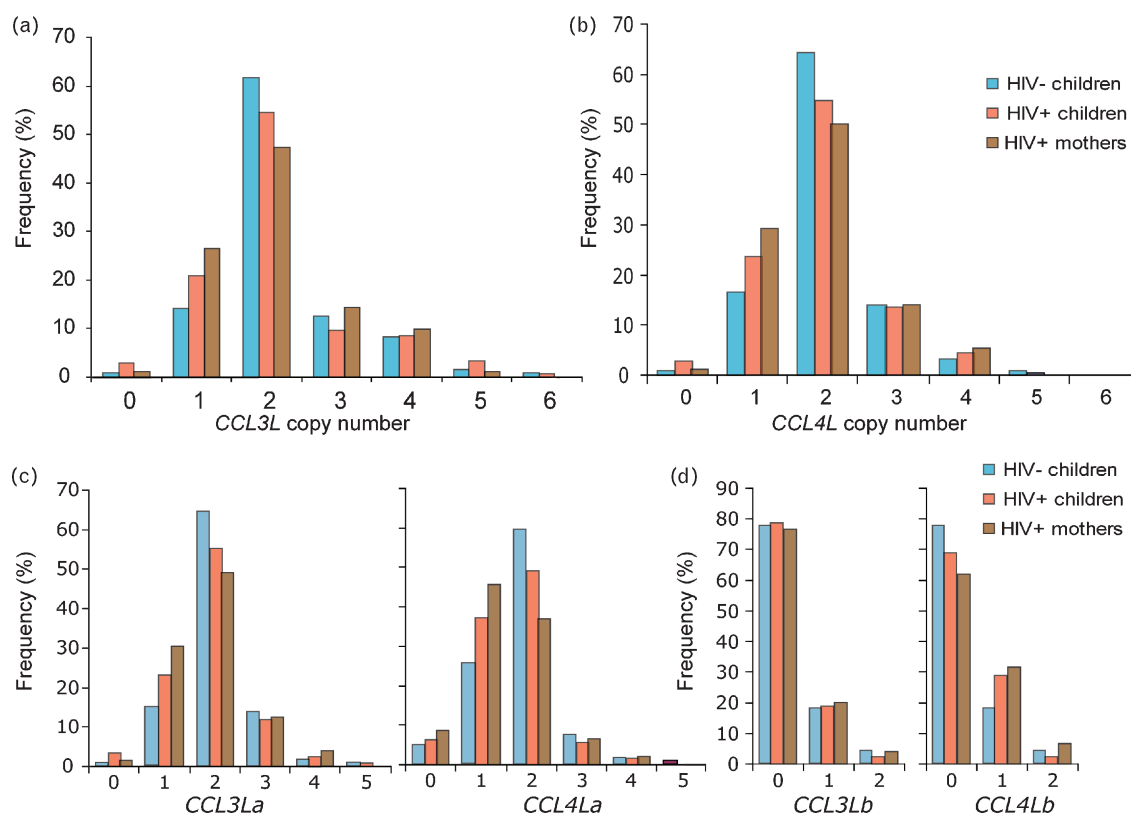 (a)
70
60
50
40
30
20
10
0
Frequency (%)
0 1 2 3 4 5 6
CCL3L copy number
(b)
70
60
50
40
30
20
10
0
Frequency (%)
0 1 2 3 4 5 6
CCL4L copy number
HIV- children
HIV+ children
HIV+ mothers
(c)
70
60
50
40
30
20
10
0
Frequency (%)
0 1 2 3 4 5
CCL3La
0 1 2 3 4 5
CCL4La
(d)
90
80
70
60
50
40
30
20
10
0
Frequency (%)
0 1 2
CCL3Lb
0 1 2
CCL4Lb
HIV- children
HIV+ children
HIV+ mothers